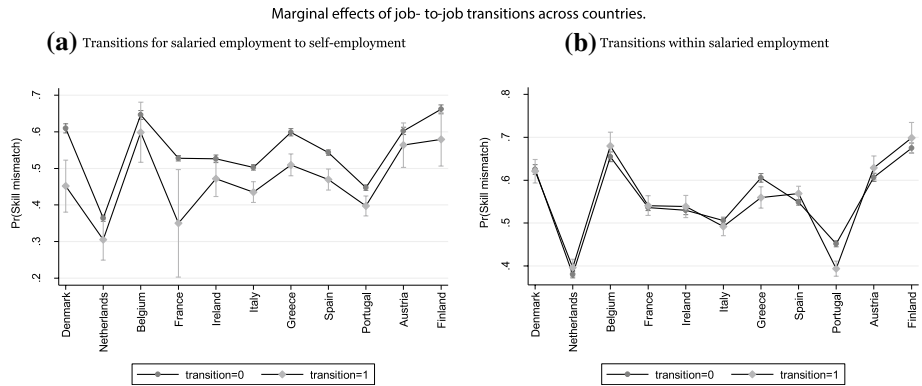 Marginal effects of job- to-job transitions across countries.
(a) Transitions for salaried employment to self-employment
Pr(Skill mismatch)
.7
.6
.5
.4
.3
.2
Denmark
Netherlands
Belgium
France
Ireland
Italy
Greece
Spain
Portugal
Austria
Finland
transition=0 transition=1
(b) Transitions within salaried employment
Pr(Skill mismatch)
.8
.7
.6
.5
.4
Denmark
Netherlands
Belgium
France
Ireland
Italy
Greece
Spain
Portugal
Austria
Finland
transition=0 transition=1